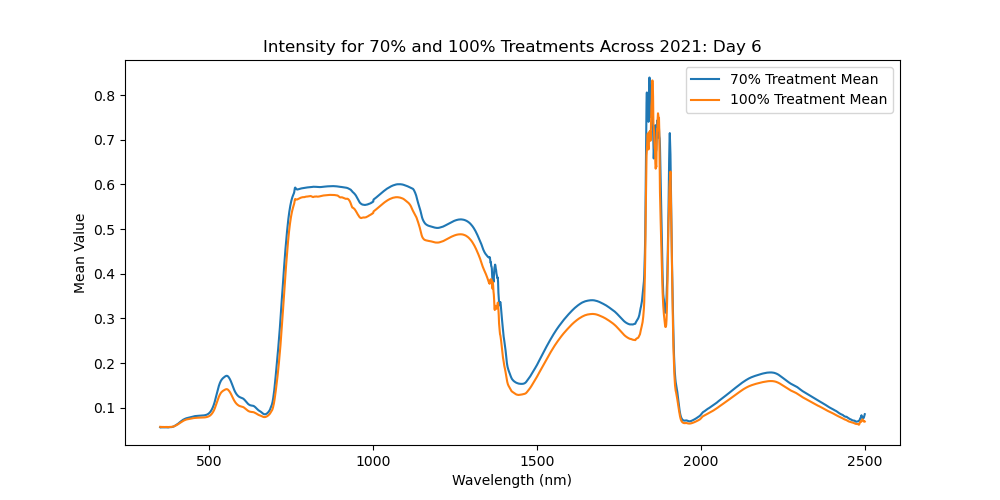 Intensity for 70% and 100% Treatments Across 2021: Day 6
70% Treatment Mean
100% Treatment Mean
Mean Value
0.8
0.7
0.6
0.5
0.4
0.3
0.2
0.1
500 1000 1500 2000 2500
Wavelength (nm)